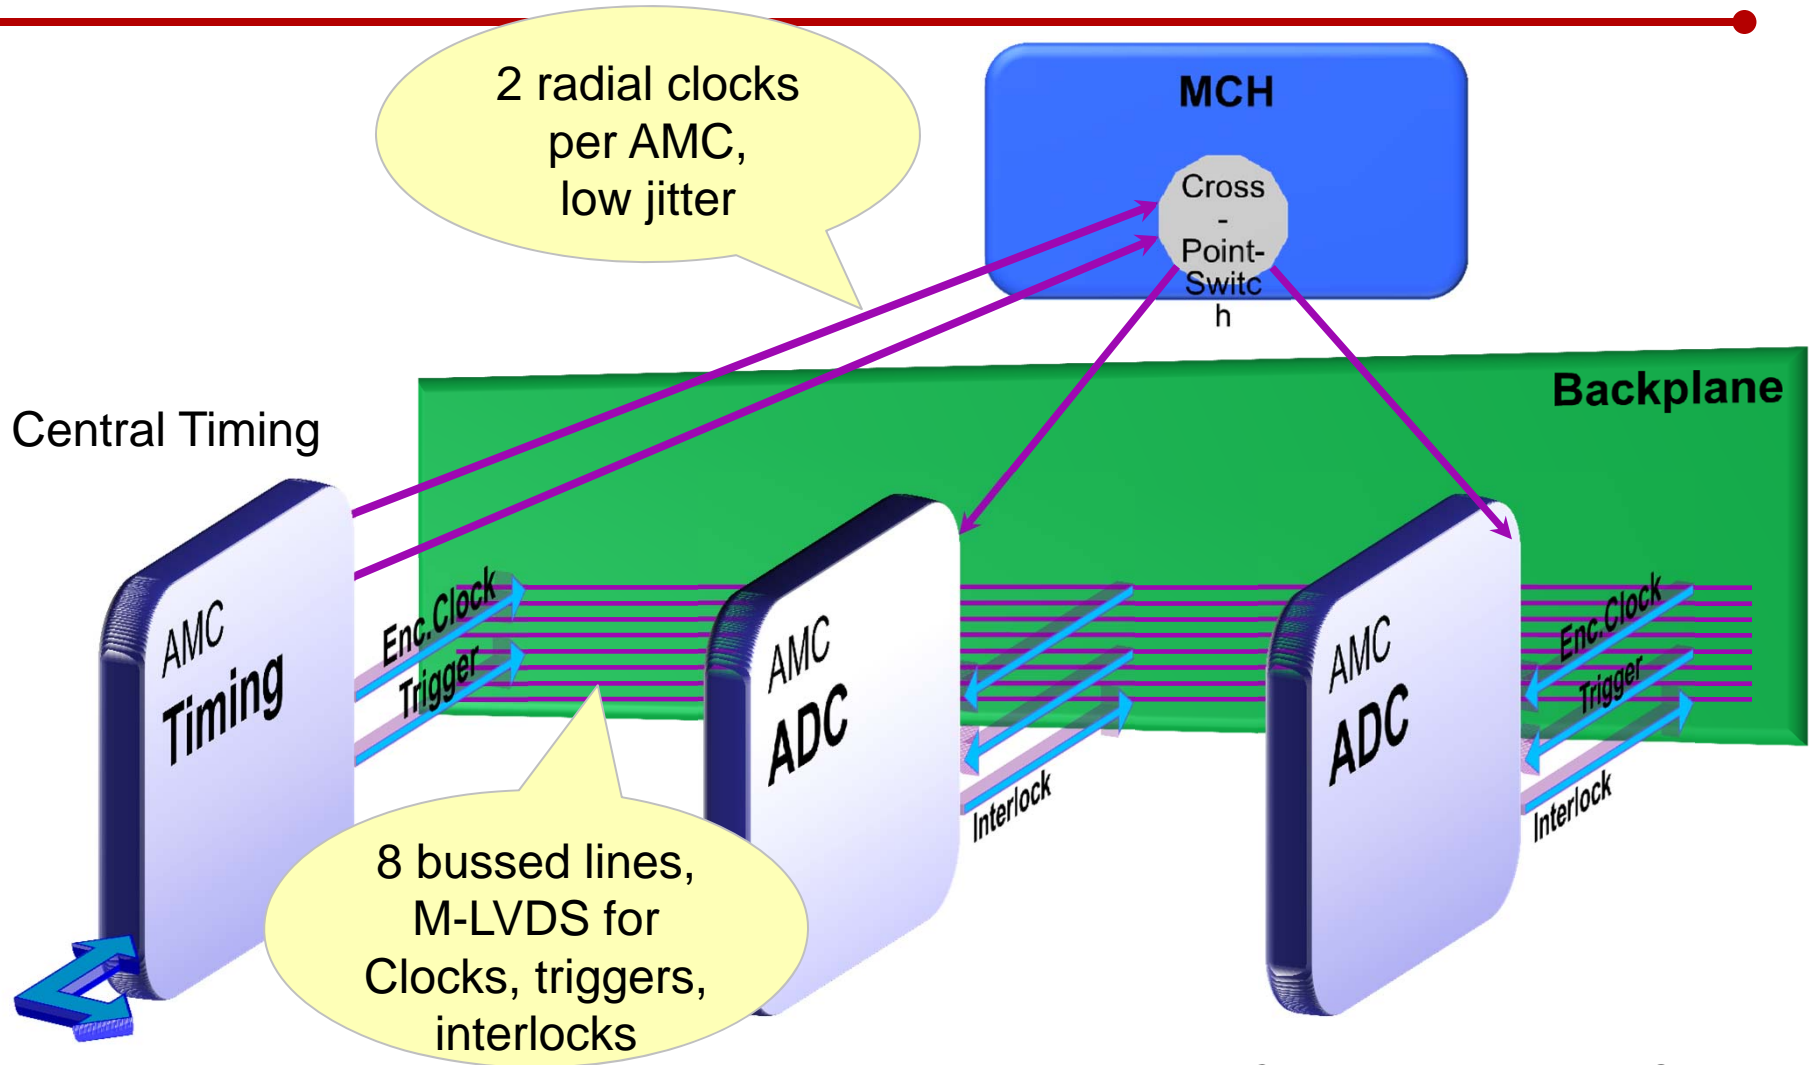 2 radial clocks
per AMC,
low jitter
MCH
Cross
-
Point-
Switc
h
Backplane
Central Timing
AMC
Timing
Enc.Clock
Trigger
AMC
ADC
Interlock
AMC
ADC
Enc.Clock
Trigger
Interlock
8 bussed lines,
M-LVDS for
Clocks, triggers,
interlocks